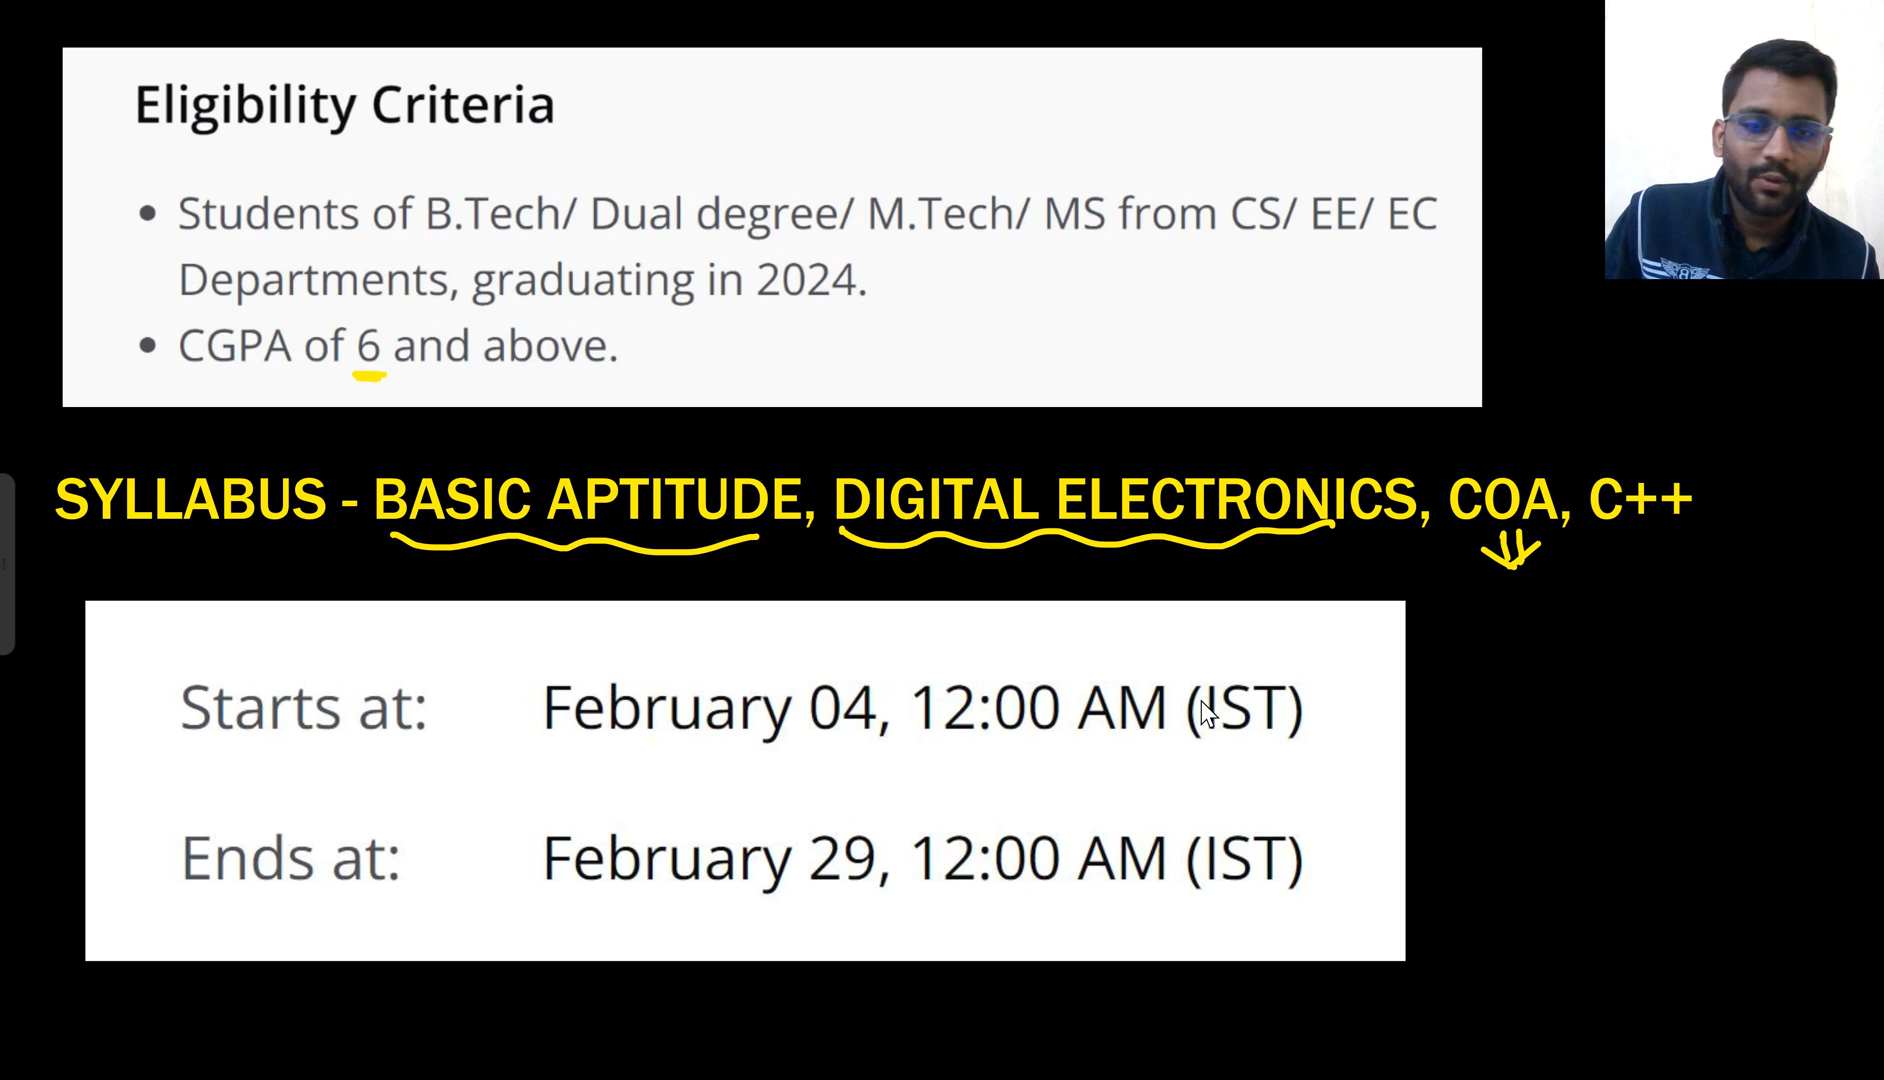 Eligibility Criteria
• Students of B.Tech/ Dual degree/ M.Tech/ MS from CS/ EE/ EC
Departments, graduating in 2024.
• CGPA of 6 and above.
SYLLABUS - BASIC APTITUDE, DIGITAL ELECTRONICS, COA, C++
Starts at: February 04, 12:00 AM (IST)
Ends at: February 29, 12:00 AM (IST)